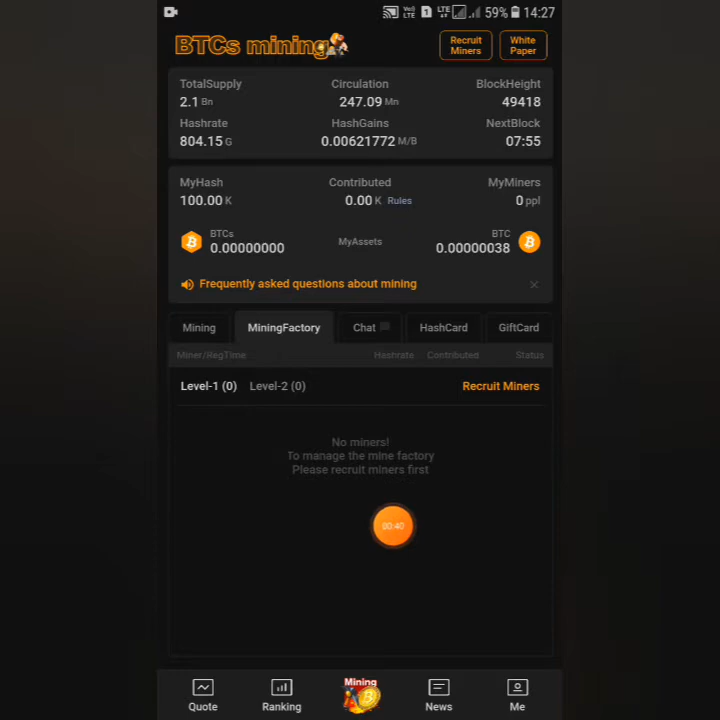 Voo) LTE 1 LTE 59% 14:27
BTCs mining
Recruit Miners
White Paper
TotalSupply Circulation BlockHeight
2.1 Bn 247.09 Mn 49418
Hashrate HashGains NextBlock
804.15 G 0.00621772 M/B 07:55
MyHash Contributed MyMiners
100.00 K 0.00 K Rules 0 ppl
BTCs BTC
0.00000000 MyAssets 0.00000038
Frequently asked questions about mining
Mining MiningFactory Chat HashCard GiftCard
Miner/RegTime Hashrate Contributed Status
Level-1 (0) Level-2 (0) Recruit Miners
No miners!
To manage the mine factory
Please recruit miners first
00:40
Mining
Quote Ranking News Me